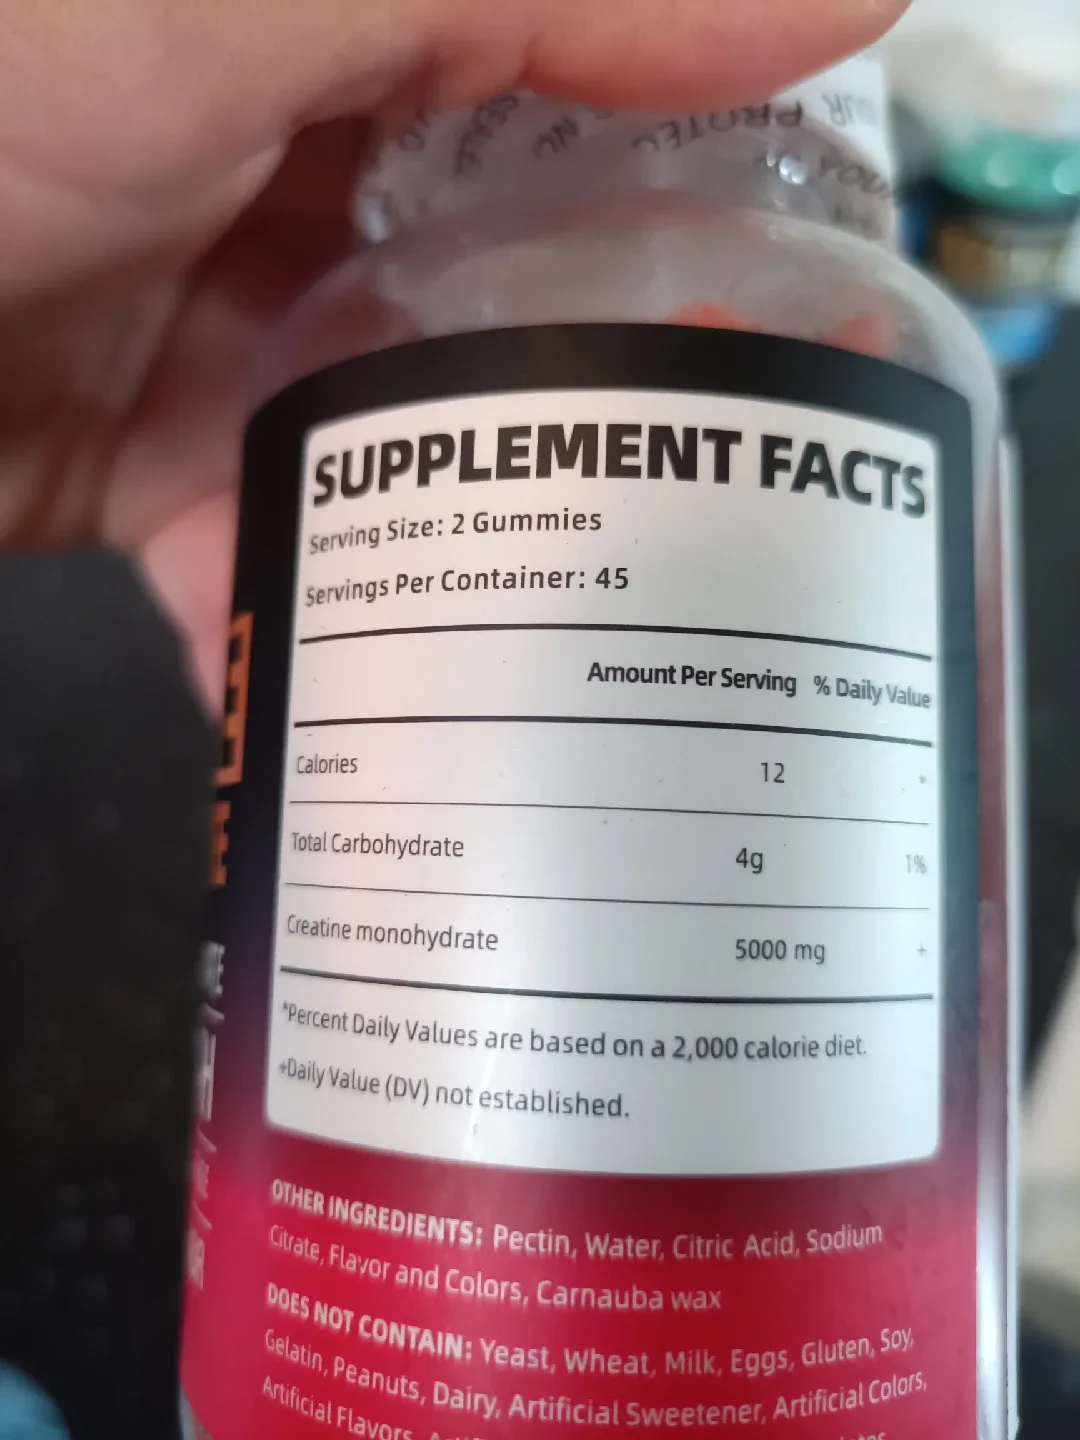 SUPPLEMENT FACTS
Serving Size: 2 Gummies
Servings Per Container: 45
Amount Per Serving % Daily Value
Calories 12 *
Total Carbohydrate 4g 1%
Creatine monohydrate 5000 mg +
*Percent Daily Values are based on a 2,000 calorie diet.
+Daily Value (DV) not established.
OTHER INGREDIENTS: Pectin, Water, Citric Acid, Sodium
Citrate, Flavor and Colors, Carnauba wax
DOES NOT CONTAIN: Yeast, Wheat, Milk, Eggs, Gluten, Soy,
Gelatin, Peanuts, Dairy, Artificial Sweetener, Artificial Colors,
Artificial Flavors,